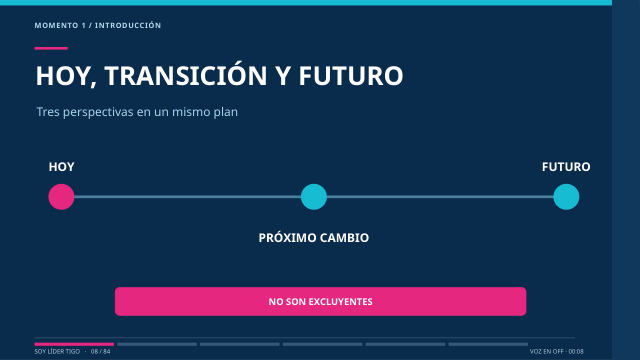 MOMENTO 1 / INTRODUCCIÓN
HOY, TRANSICIÓN Y FUTURO
Tres perspectivas en un mismo plan
HOY
FUTURO
PRÓXIMO CAMBIO
NO SON EXCLUYENTES
SOY LÍDER TIGO · 08 / 84
VOZ EN OFF · 00:08